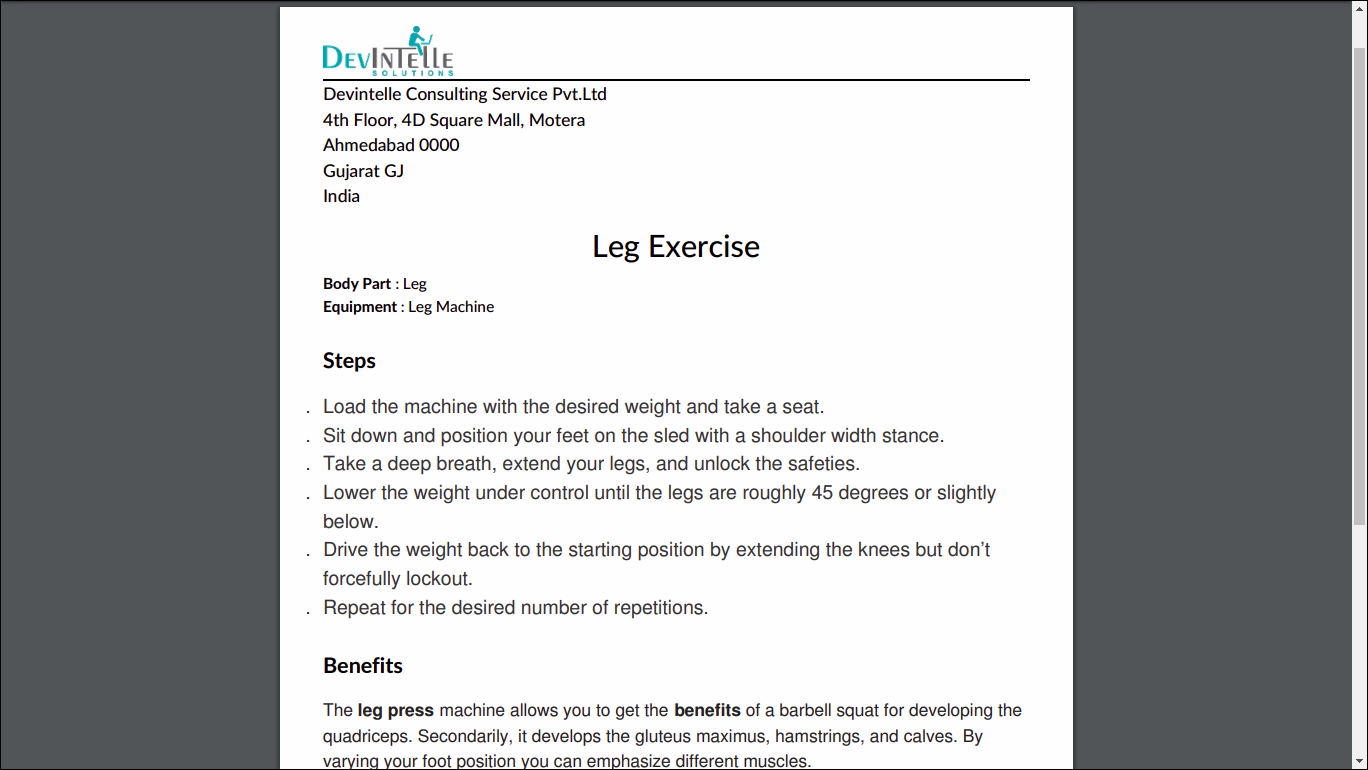 DEVINTELLE
SOLUTIONS
Devintelle Consulting Service Pvt.Ltd
4th Floor, 4D Square Mall, Motera
Ahmedabad 0000
Gujarat GJ
India
Leg Exercise
Body Part : Leg
Equipment : Leg Machine
Steps
. Load the machine with the desired weight and take a seat.
. Sit down and position your feet on the sled with a shoulder width stance.
. Take a deep breath, extend your legs, and unlock the safeties.
. Lower the weight under control until the legs are roughly 45 degrees or slightly
below.
. Drive the weight back to the starting position by extending the knees but don’t
forcefully lockout.
. Repeat for the desired number of repetitions.
Benefits
The leg press machine allows you to get the benefits of a barbell squat for developing the
quadriceps. Secondarily, it develops the gluteus maximus, hamstrings, and calves. By
varying your foot position you can emphasize different muscles.